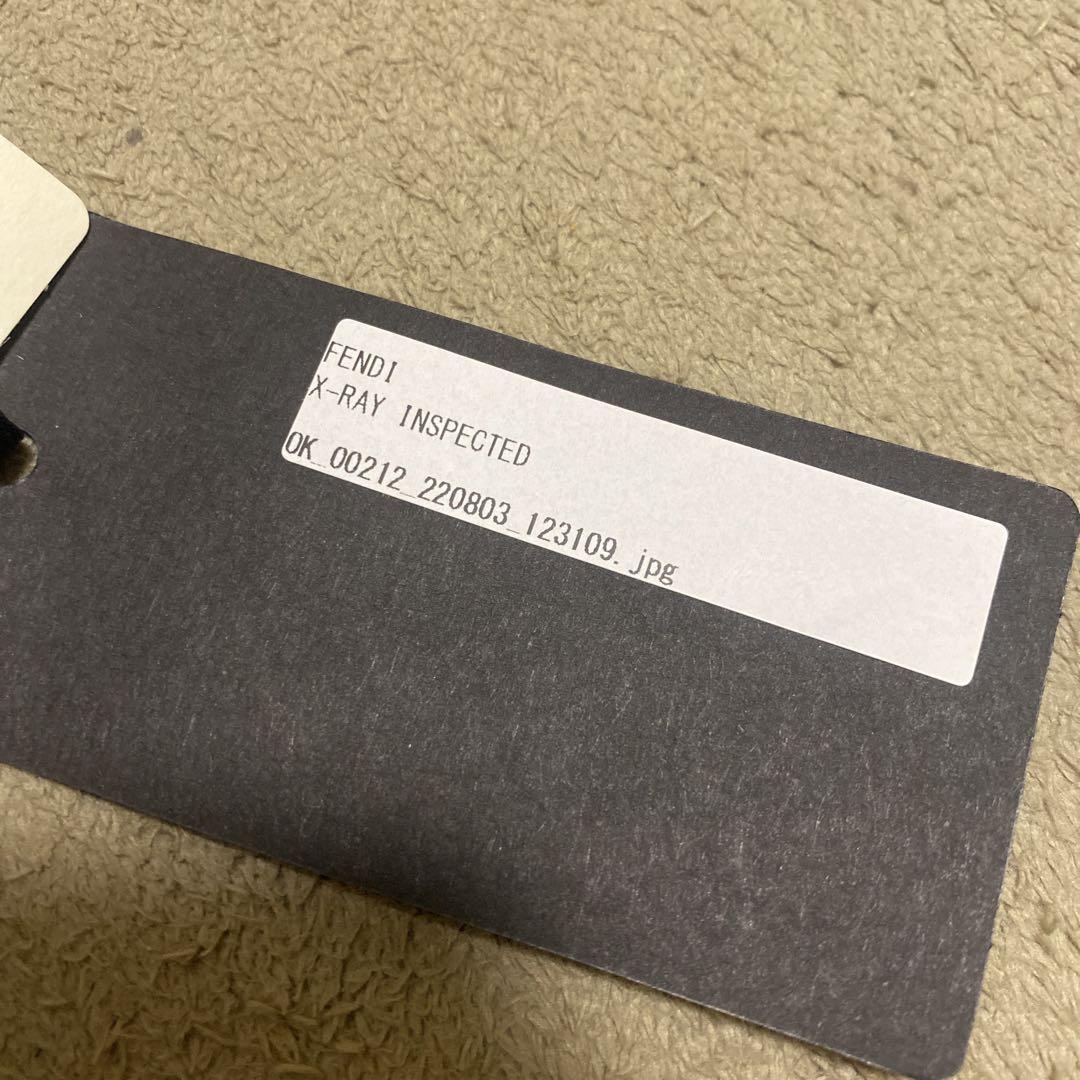 FENDI
X-RAY INSPECTED
OK_00212_220803_123109.jpg